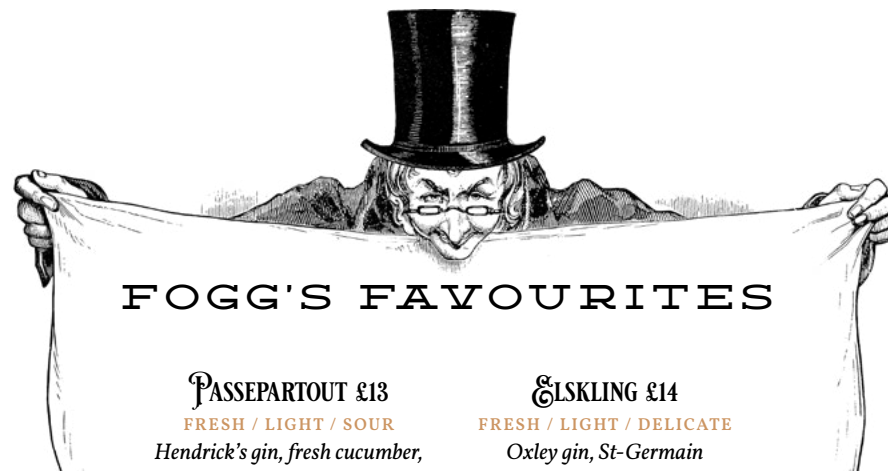 FOGG'S FAVOURITES
Passepartout £13
FRESH / LIGHT / SOUR
Hendrick's gin, fresh cucumber,
Elskling £14
FRESH / LIGHT / DELICATE
Oxley gin, St-Germain